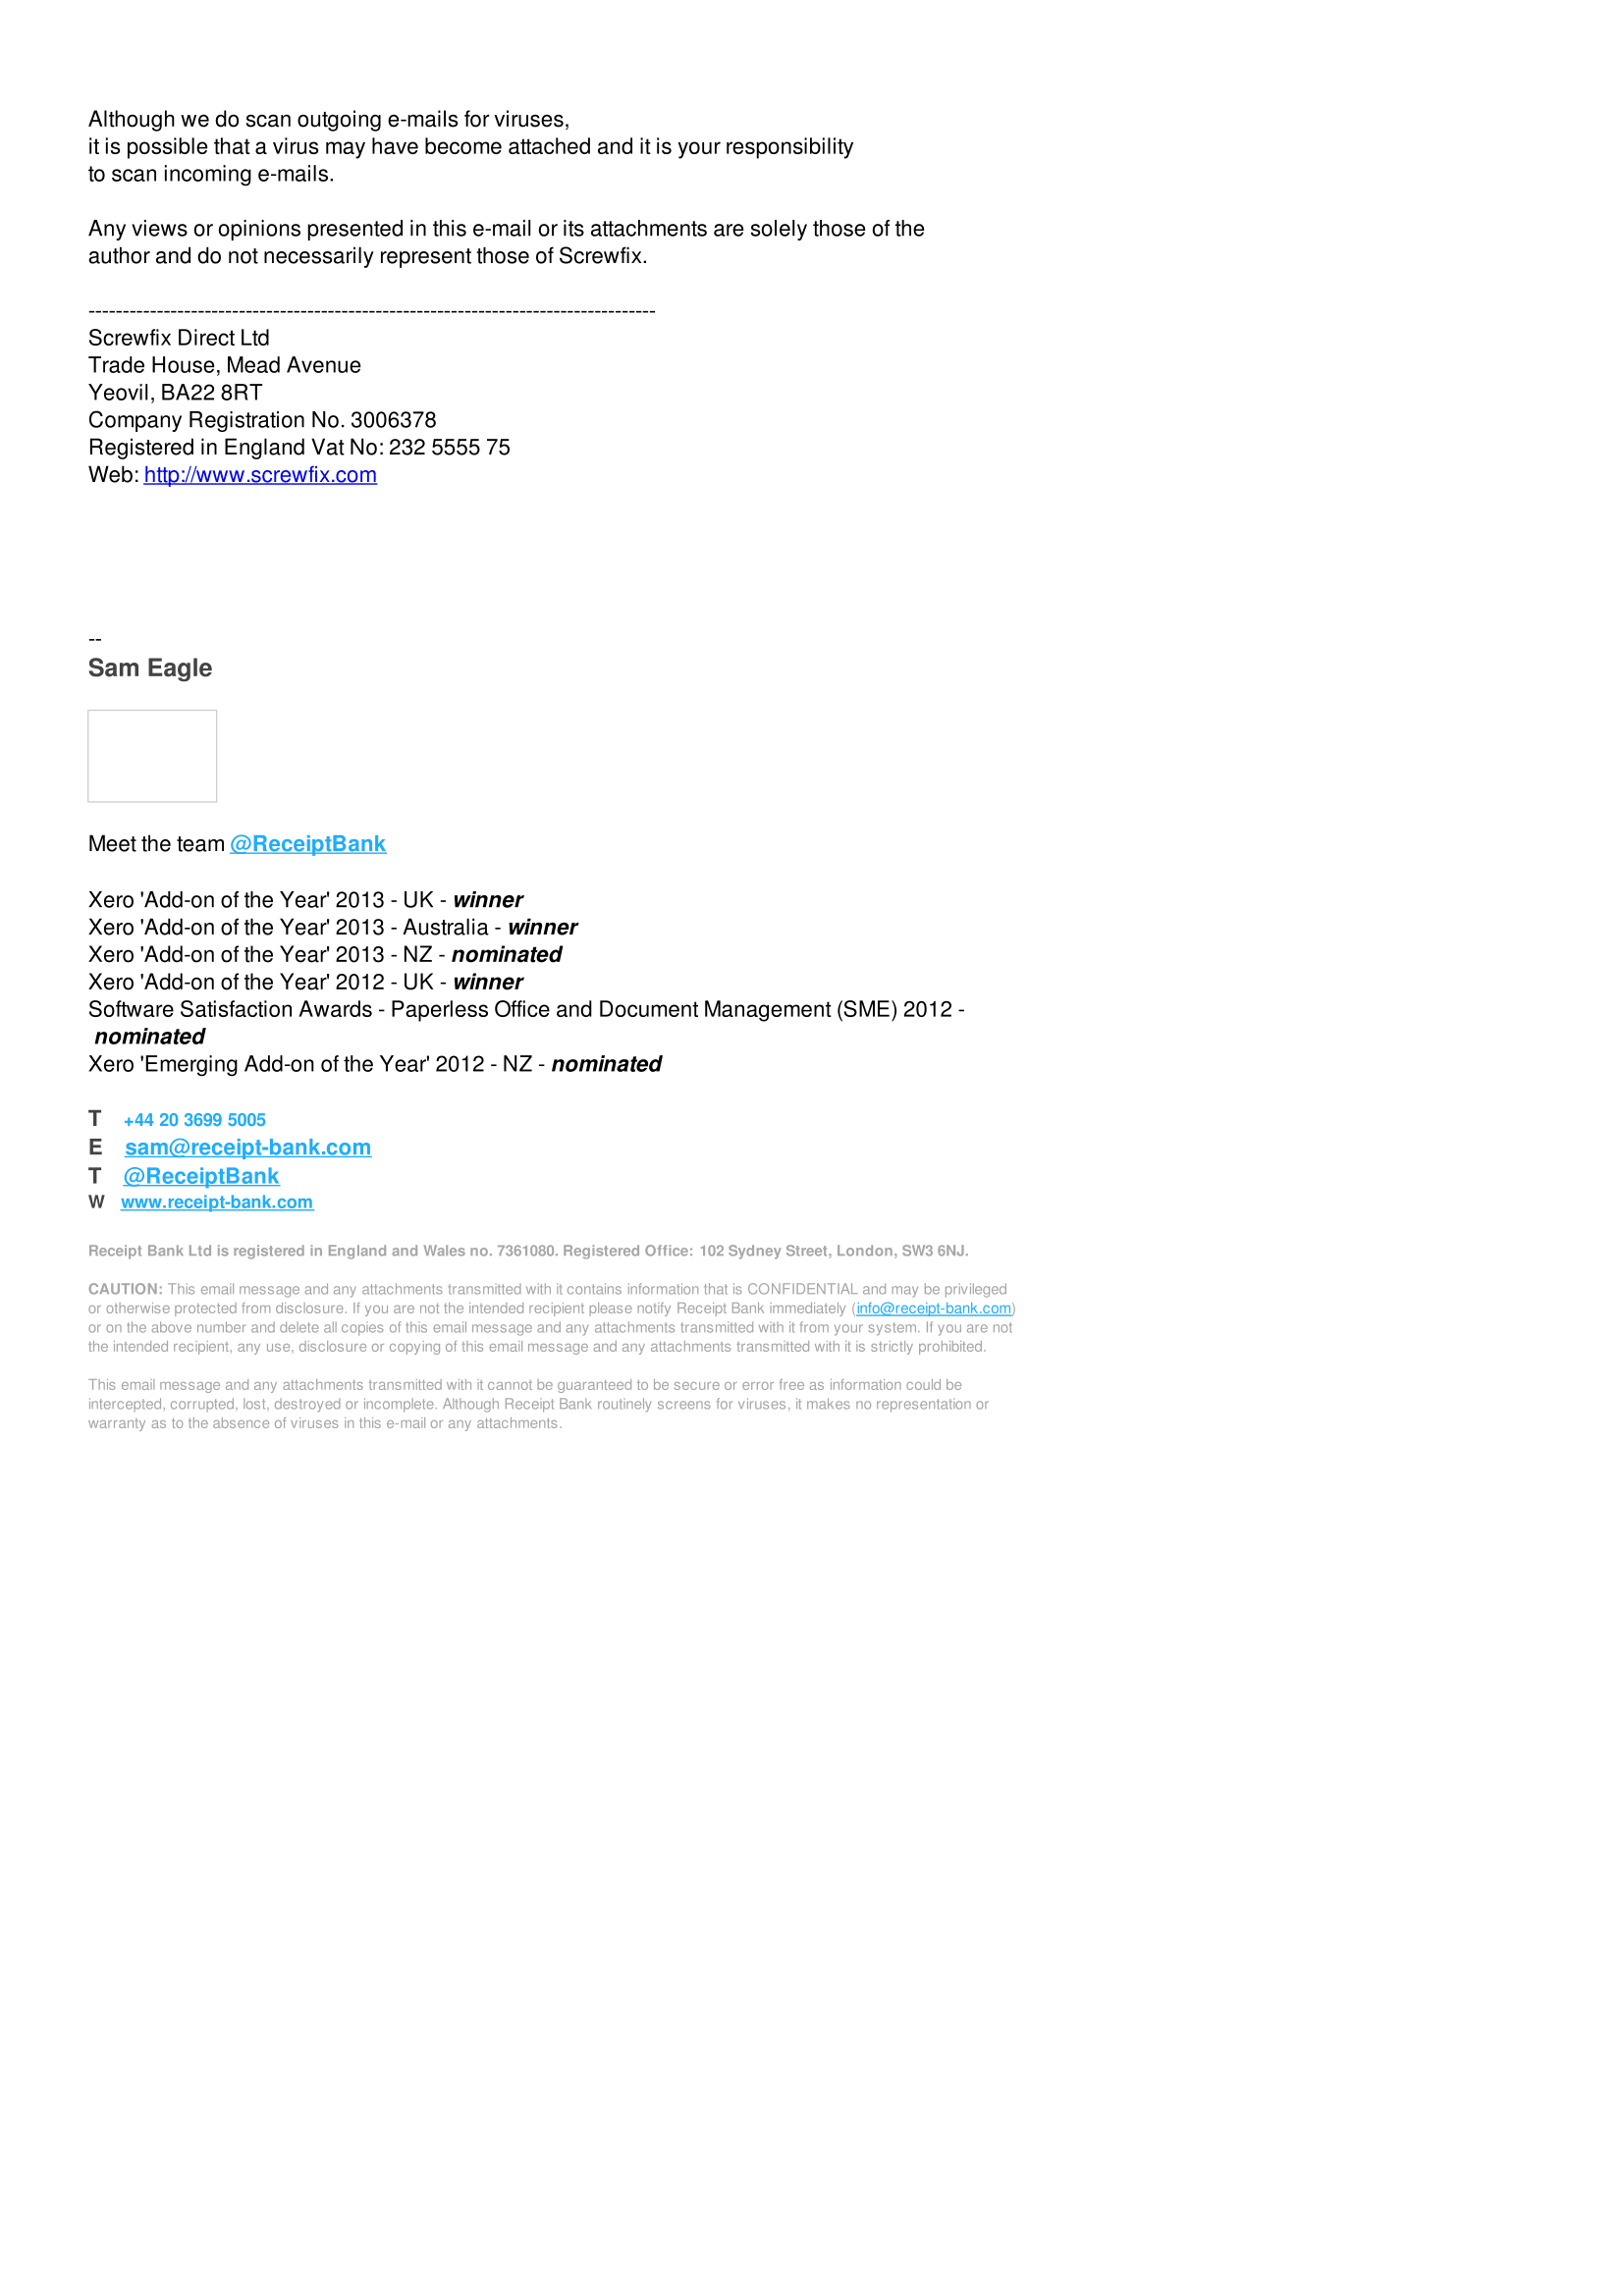 Although we do scan outgoing e-mails for viruses,
it is possible that a virus may have become attached and it is your responsibility
to scan incoming e-mails.
Any views or opinions presented in this e-mail or its attachments are solely those of the
author and do not necessarily represent those of Screwfix.
-----------------------------------------------------------------------------------
Screwfix Direct Ltd
Trade House, Mead Avenue
Yeovil, BA22 8RT
Company Registration No. 3006378
Registered in England Vat No: 232 5555 75
Web: http://www.screwfix.com
--
Sam Eagle
Meet the team @ReceiptBank
Xero 'Add-on of the Year' 2013 - UK - winner
Xero 'Add-on of the Year' 2013 - Australia - winner
Xero 'Add-on of the Year' 2013 - NZ - nominated
Xero 'Add-on of the Year' 2012 - UK - winner
Software Satisfaction Awards - Paperless Office and Document Management (SME) 2012 -
nominated
Xero 'Emerging Add-on of the Year' 2012 - NZ - nominated
T +44 20 3699 5005
E sam@receipt-bank.com
T @ReceiptBank
W www.receipt-bank.com
Receipt Bank Ltd is registered in England and Wales no. 7361080. Registered Office: 102 Sydney Street, London, SW3 6NJ.
CAUTION: This email message and any attachments transmitted with it contains information that is CONFIDENTIAL and may be privileged
or otherwise protected from disclosure. If you are not the intended recipient please notify Receipt Bank immediately (info@receipt-bank.com)
or on the above number and delete all copies of this email message and any attachments transmitted with it from your system. If you are not
the intended recipient, any use, disclosure or copying of this email message and any attachments transmitted with it is strictly prohibited.
This email message and any attachments transmitted with it cannot be guaranteed to be secure or error free as information could be
intercepted, corrupted, lost, destroyed or incomplete. Although Receipt Bank routinely screens for viruses, it makes no representation or
warranty as to the absence of viruses in this e-mail or any attachments.